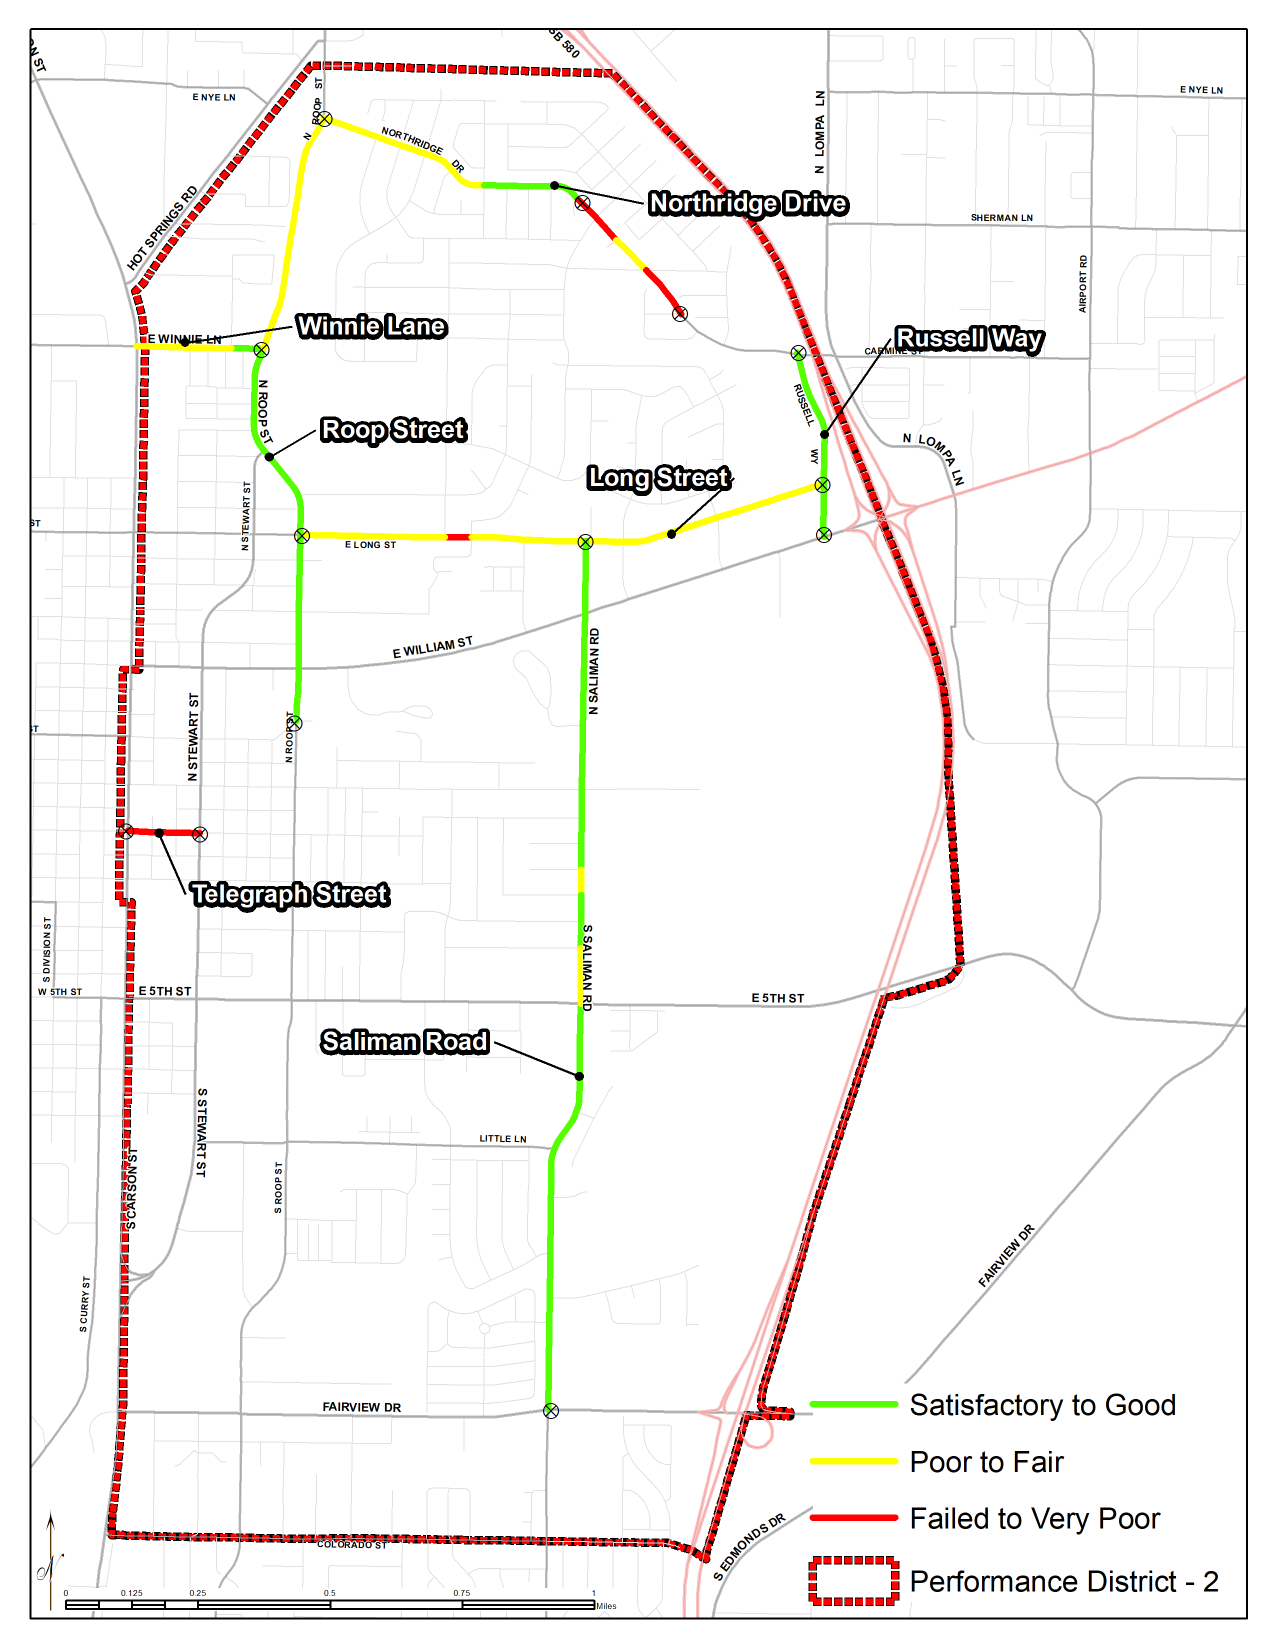 ON ST
SB 580
E NYE LN
N ROOP ST
N LOMPA LN
E NYE LN
NORTHRIDGE DR
HOT SPRINGS RD
Northridge Drive
SHERMAN LN
AIRPORT RD
Winnie Lane
E WINNIE LN
Russell Way
CARMINE ST
RUSSELL WY
N ROOP ST
Roop Street
N LOMPA LN
Long Street
N STEWART ST
ST
E LONG ST
E WILLIAM ST
N SALIMAN RD
N STEWART ST
N ROOP ST
ST
Telegraph Street
S DIVISION ST
S SALIMAN RD
W 5TH ST
E 5TH ST
E 5TH ST
Saliman Road
S STEWART ST
LITTLE LN
S CARSON ST
S ROOP ST
FAIRVIEW DR
S CURRY ST
FAIRVIEW DR
Satisfactory to Good
Poor to Fair
Failed to Very Poor
S EDMONDS DR
COLORADO ST
N
Performance District - 2
0 0.125 0.25 0.5 0.75 1
Miles